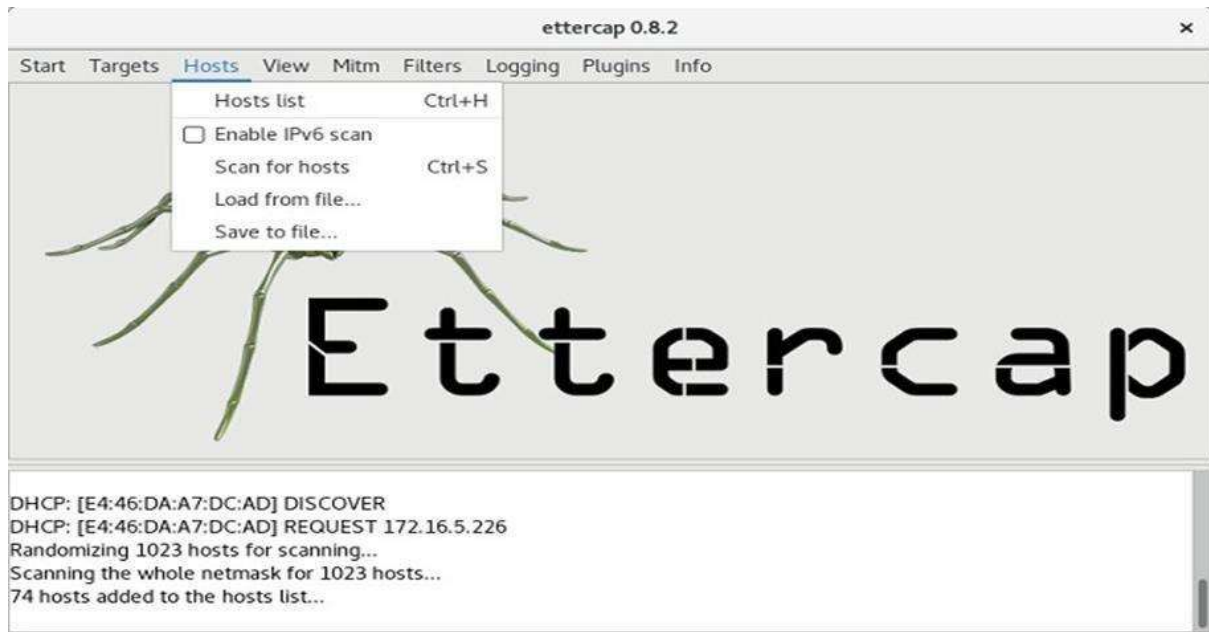 ettercap 0.8.2 ×
Start Targets Hosts View Mitm Filters Logging Plugins Info
Hosts list Ctrl+H
Enable IPv6 scan
Scan for hosts Ctrl+S
Load from file...
Save to file...
Ettercap
DHCP: [E4:46:DA:A7:DC:AD] DISCOVER
DHCP: [E4:46:DA:A7:DC:AD] REQUEST 172.16.5.226
Randomizing 1023 hosts for scanning...
Scanning the whole netmask for 1023 hosts...
74 hosts added to the hosts list...